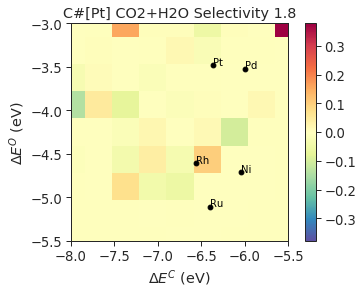 C#[Pt] CO2+H2O Selectivity 1.8
−3.0
−3.5
−4.0
−4.5
−5.0
−5.5
ΔE^O (eV)
Pt
Pd
Rh
Ni
Ru
−8.0 −7.5 −7.0 −6.5 −6.0 −5.5
ΔE^C (eV)
0.3
0.2
0.1
0.0
−0.1
−0.2
−0.3